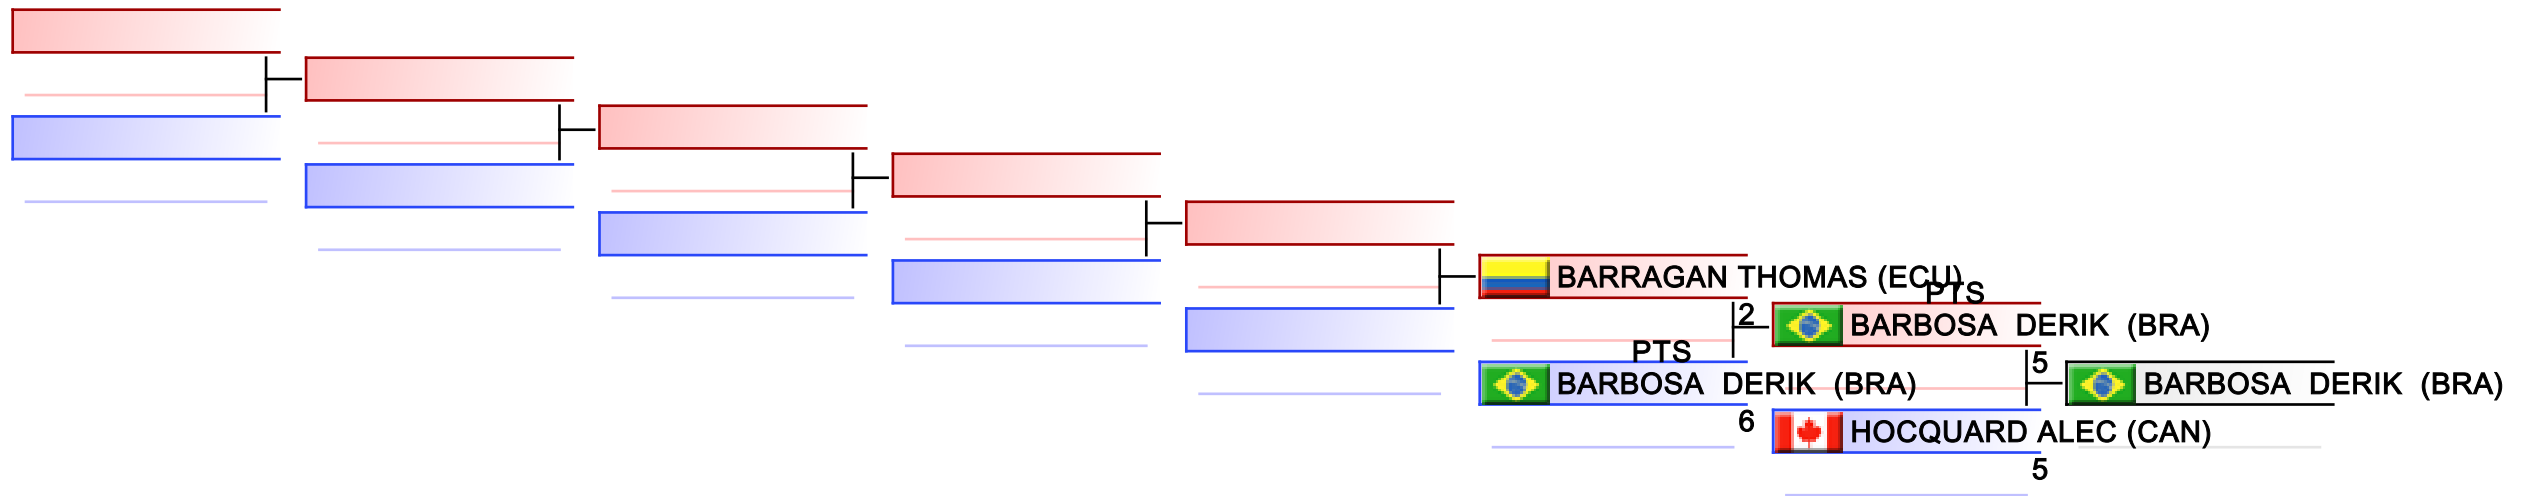 BARRAGAN THOMAS (ECU)
PTS
2
BARBOSA DERIK (BRA)
PTS
5
BARBOSA DERIK (BRA)
BARBOSA DERIK (BRA)
6
HOCQUARD ALEC (CAN)
5